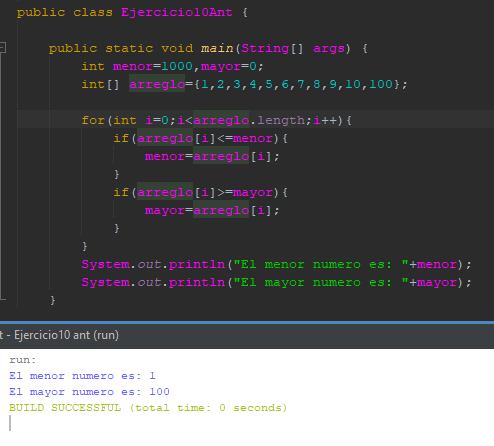 public class Ejercicio10Ant {
public static void main(String[] args) {
int menor=1000,mayor=0;
int[] arreglo={1,2,3,4,5,6,7,8,9,10,100};
for(int i=0;i<arreglo.length;i++){
if(arreglo[i]<=menor){
menor=arreglo[i];
}
if(arreglo[i]>=mayor){
mayor=arreglo[i];
}
}
System.out.println("El menor numero es: "+menor);
System.out.println("El mayor numero es: "+mayor);
}
t - Ejercicio10 ant (run)
run:
El menor numero es: 1
El mayor numero es: 100
BUILD SUCCESSFUL (total time: 0 seconds)